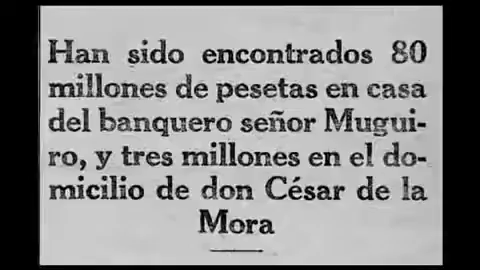 Han sido encontrados 80
millones de pesetas en casa
del banquero señor Mugui-
ro, y tres millones en el do-
micilio de don César de la
Mora